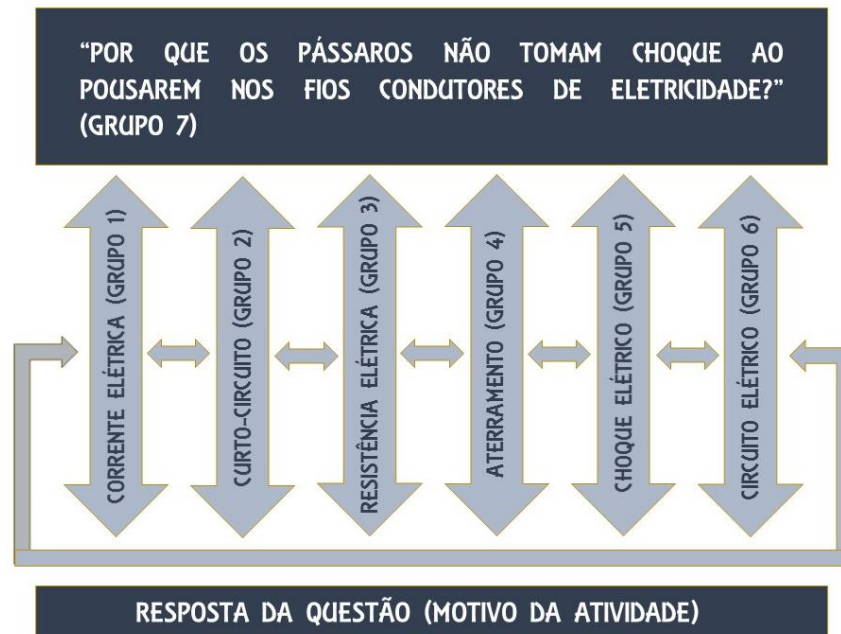 “POR QUE OS PÁSSAROS NÃO TOMAM CHOQUE AO
POUSAREM NOS FIOS CONDUTORES DE ELETRICIDADE?”
(GRUPO 7)
CORRENTE ELÉTRICA (GRUPO 1)
CURTO-CIRCUITO (GRUPO 2)
RESISTÊNCIA ELÉTRICA (GRUPO 3)
ATERRAMENTO (GRUPO 4)
CHOQUE ELÉTRICO (GRUPO 5)
CIRCUITO ELÉTRICO (GRUPO 6)
RESPOSTA DA QUESTÃO (MOTIVO DA ATIVIDADE)